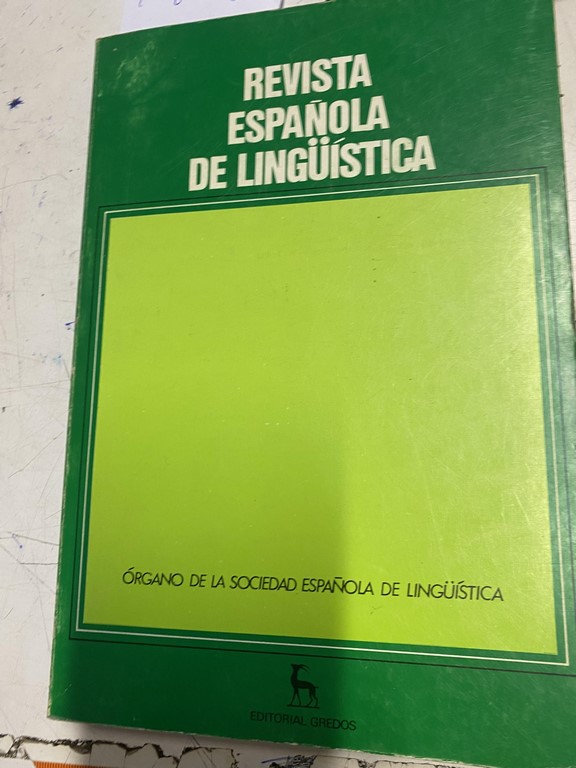 REVISTA
ESPAÑOLA
DE LINGÜÍSTICA
ÓRGANO DE LA SOCIEDAD ESPAÑOLA DE LINGÜÍSTICA
EDITORIAL GREDOS